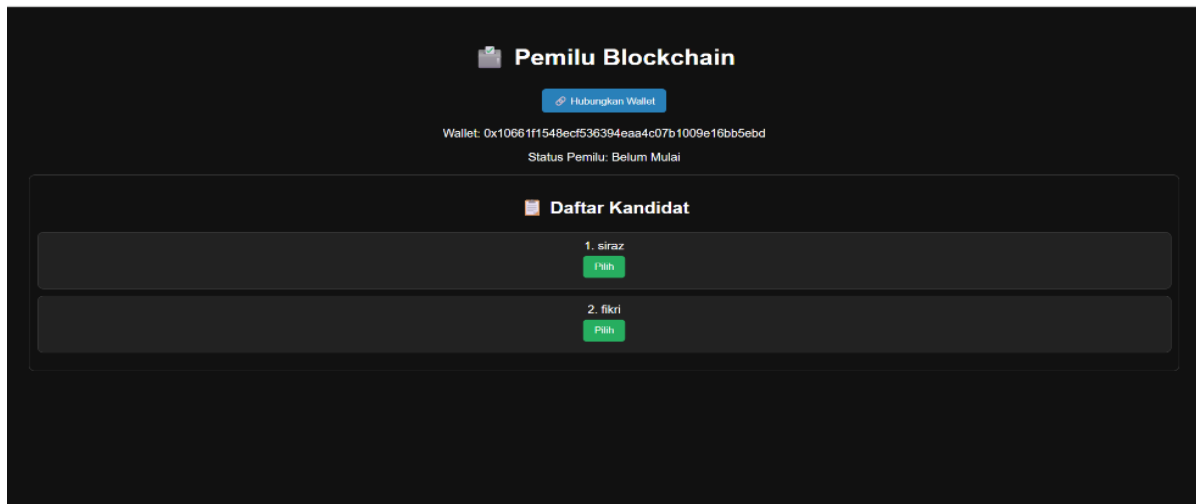 Pemilu Blockchain
Hubungkan Wallet
Wallet: 0x10661f1548ecf536394eaa4c07b1009e16bb5ebd
Status Pemilu: Belum Mulai
Daftar Kandidat
1. siraz
Pilih
2. fikri
Pilih